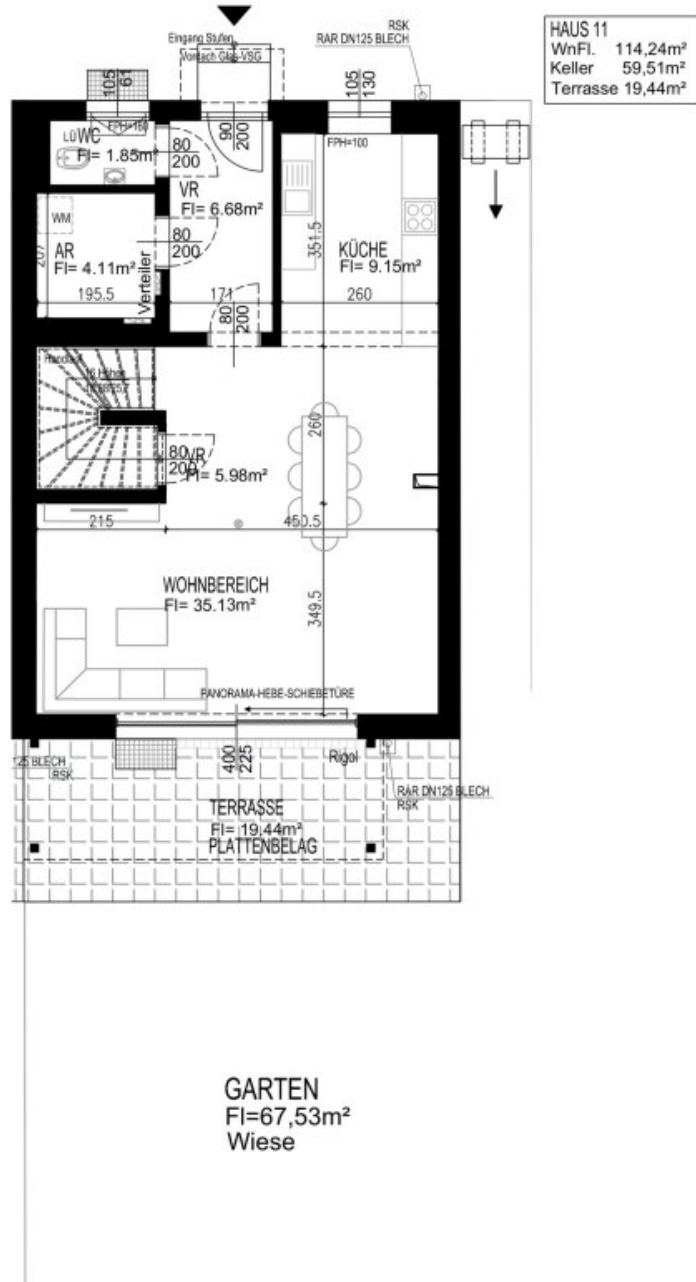 HAUS 11
WnFl. 114,24m²
Keller 59,51m²
Terrasse 19,44m²
RSK
RAR DN125 BLECH
Eingang Stufen
Vordach Glas-VSG
105
61
90
200
105
130
FPH=160
FPH=100
LÜ
WC
Fl= 1.85m²
80
200
VR
Fl= 6.68m²
WM
AR
Fl= 4.11m²
80
200
351.5
KÜCHE
Fl= 9.15m²
207
Verteiler
195.5
171
260
80
200
16 Höhen
260
80
200
VR
Fl= 5.98m²
215
450.5
WOHNBEREICH
Fl= 35.13m²
349.5
PANORAMA-HEBE-SCHIEBETÜRE
400
225
Rigol
125 BLECH
RSK
RAR DN125 BLECH
RSK
TERRASSE
Fl= 19,44m²
PLATTENBELAG
GARTEN
Fl=67,53m²
Wiese